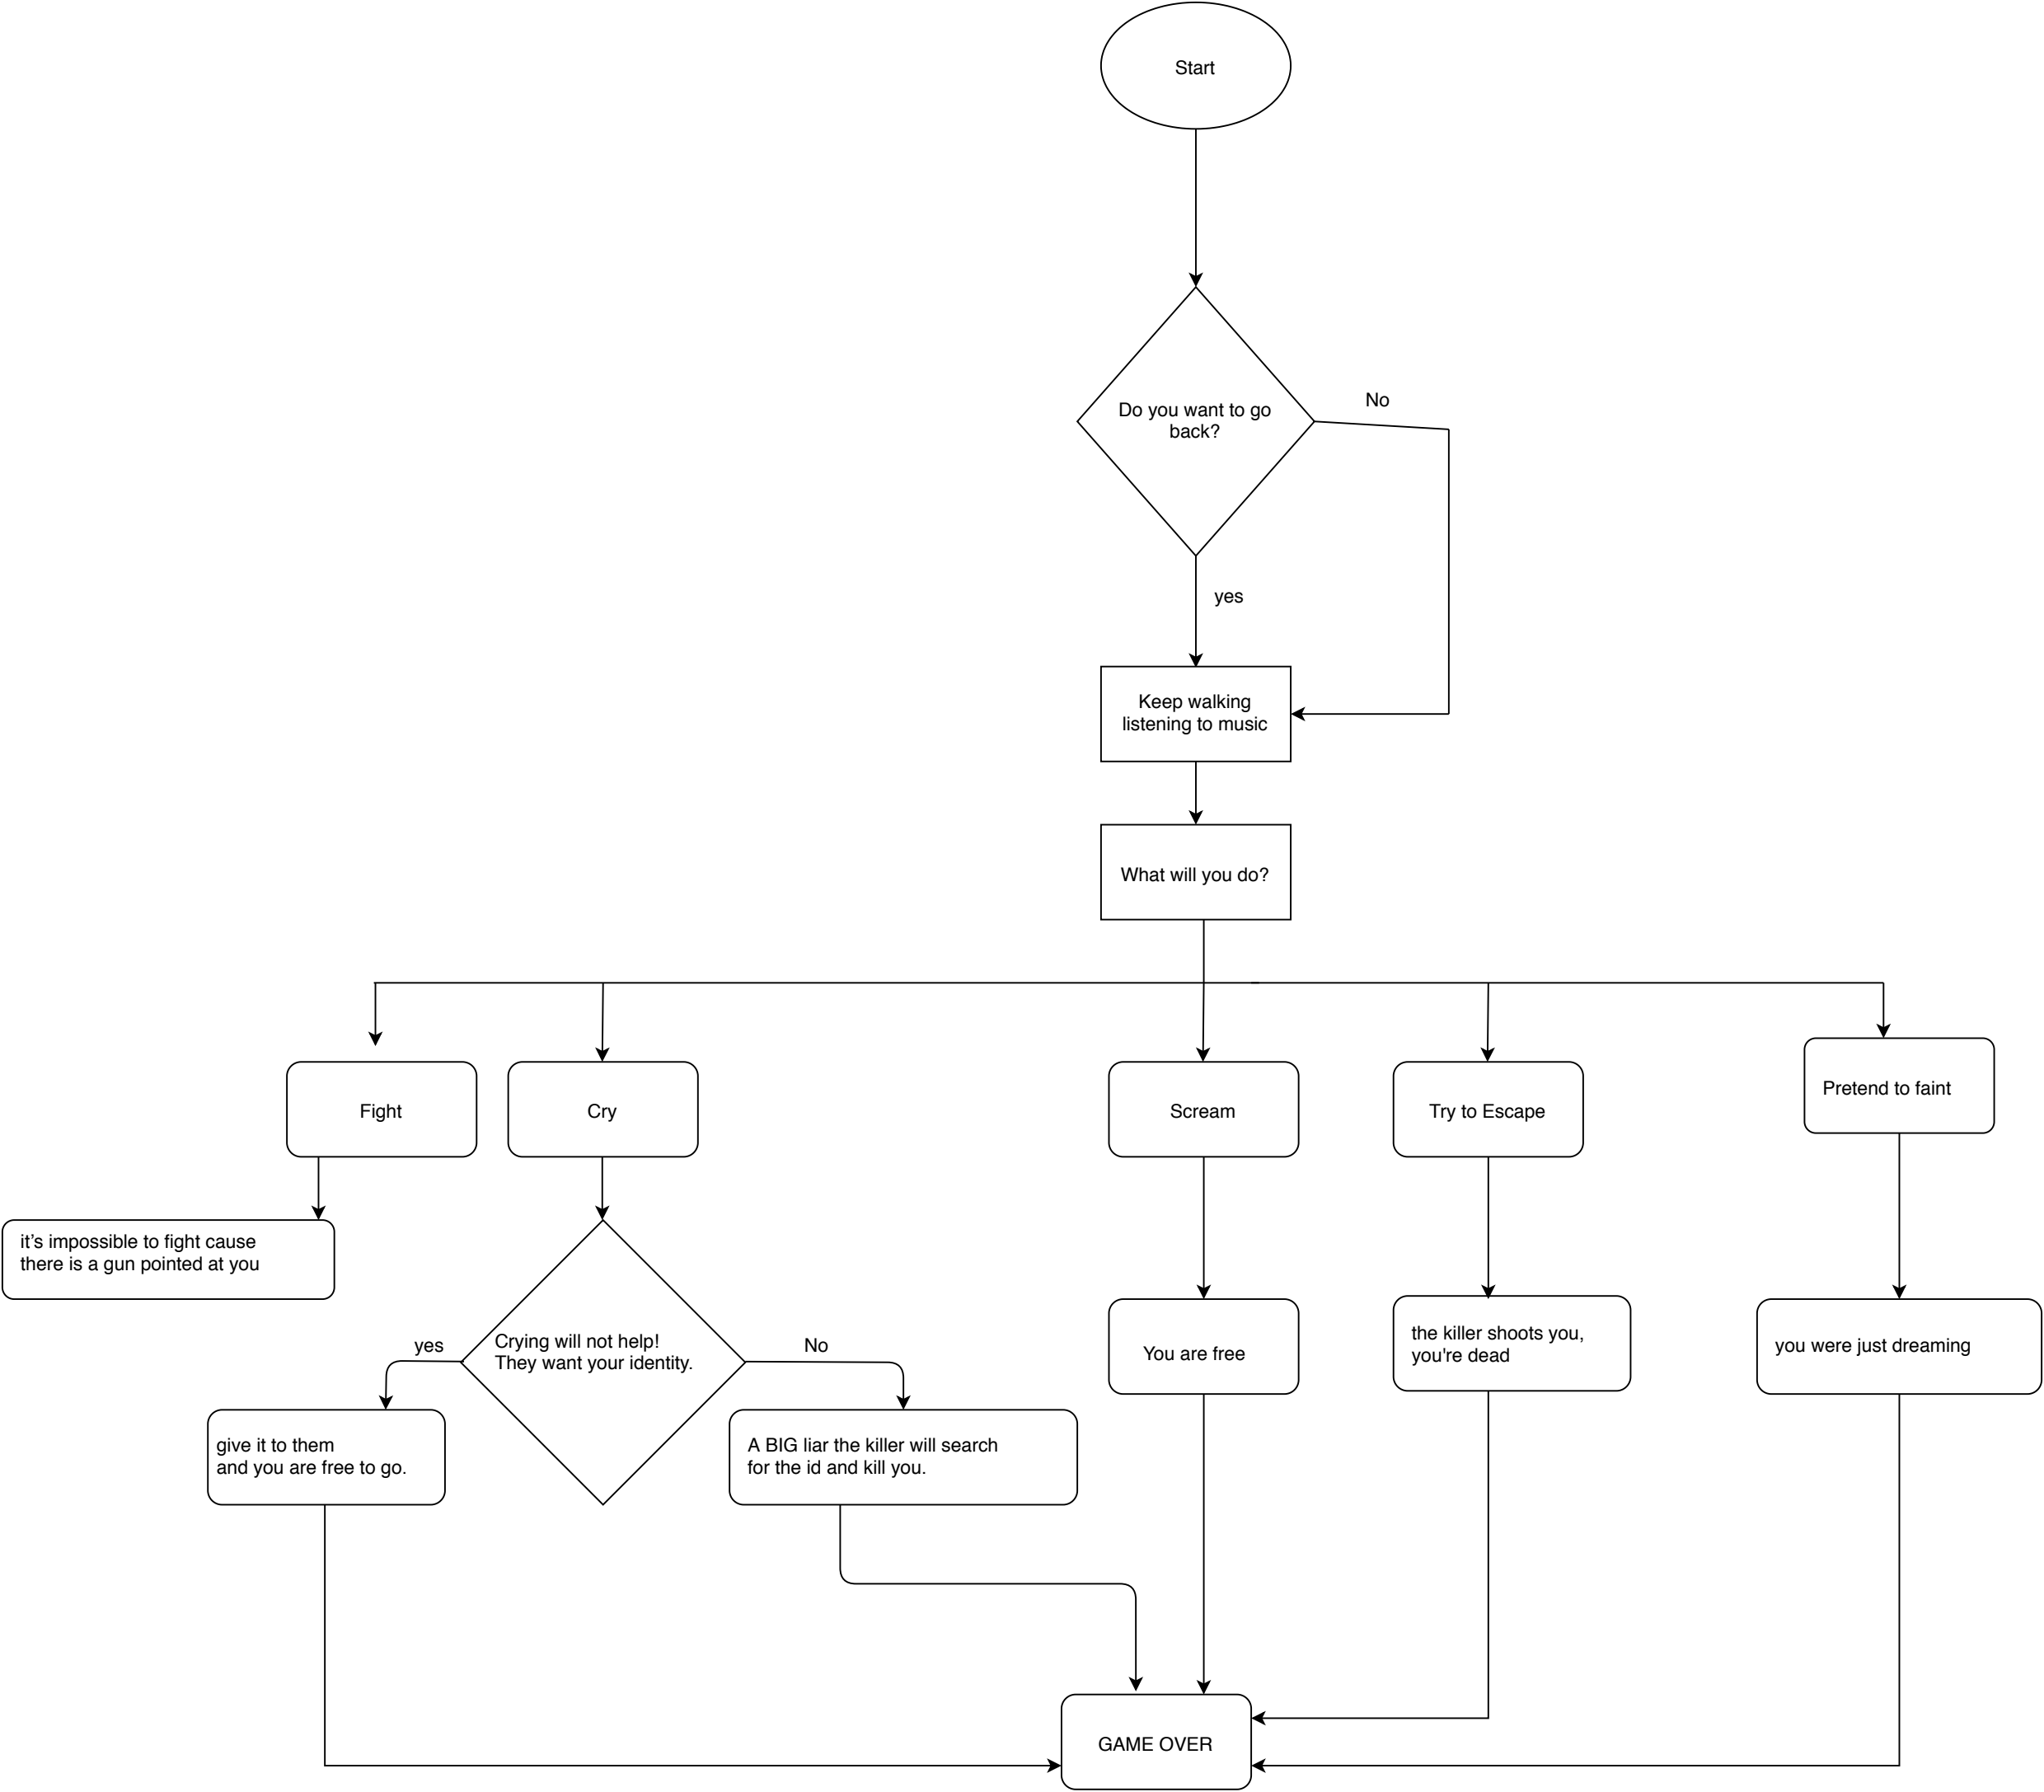 Start
Do you want to go
back?
No
yes
Keep walking
listening to music
What will you do?
Fight
Cry
Scream
Try to Escape
Pretend to faint
it’s impossible to fight cause
there is a gun pointed at you
yes
Crying will not help!
They want your identity.
No
You are free
the killer shoots you,
you're dead
you were just dreaming
give it to them
and you are free to go.
A BIG liar the killer will search
for the id and kill you.
GAME OVER